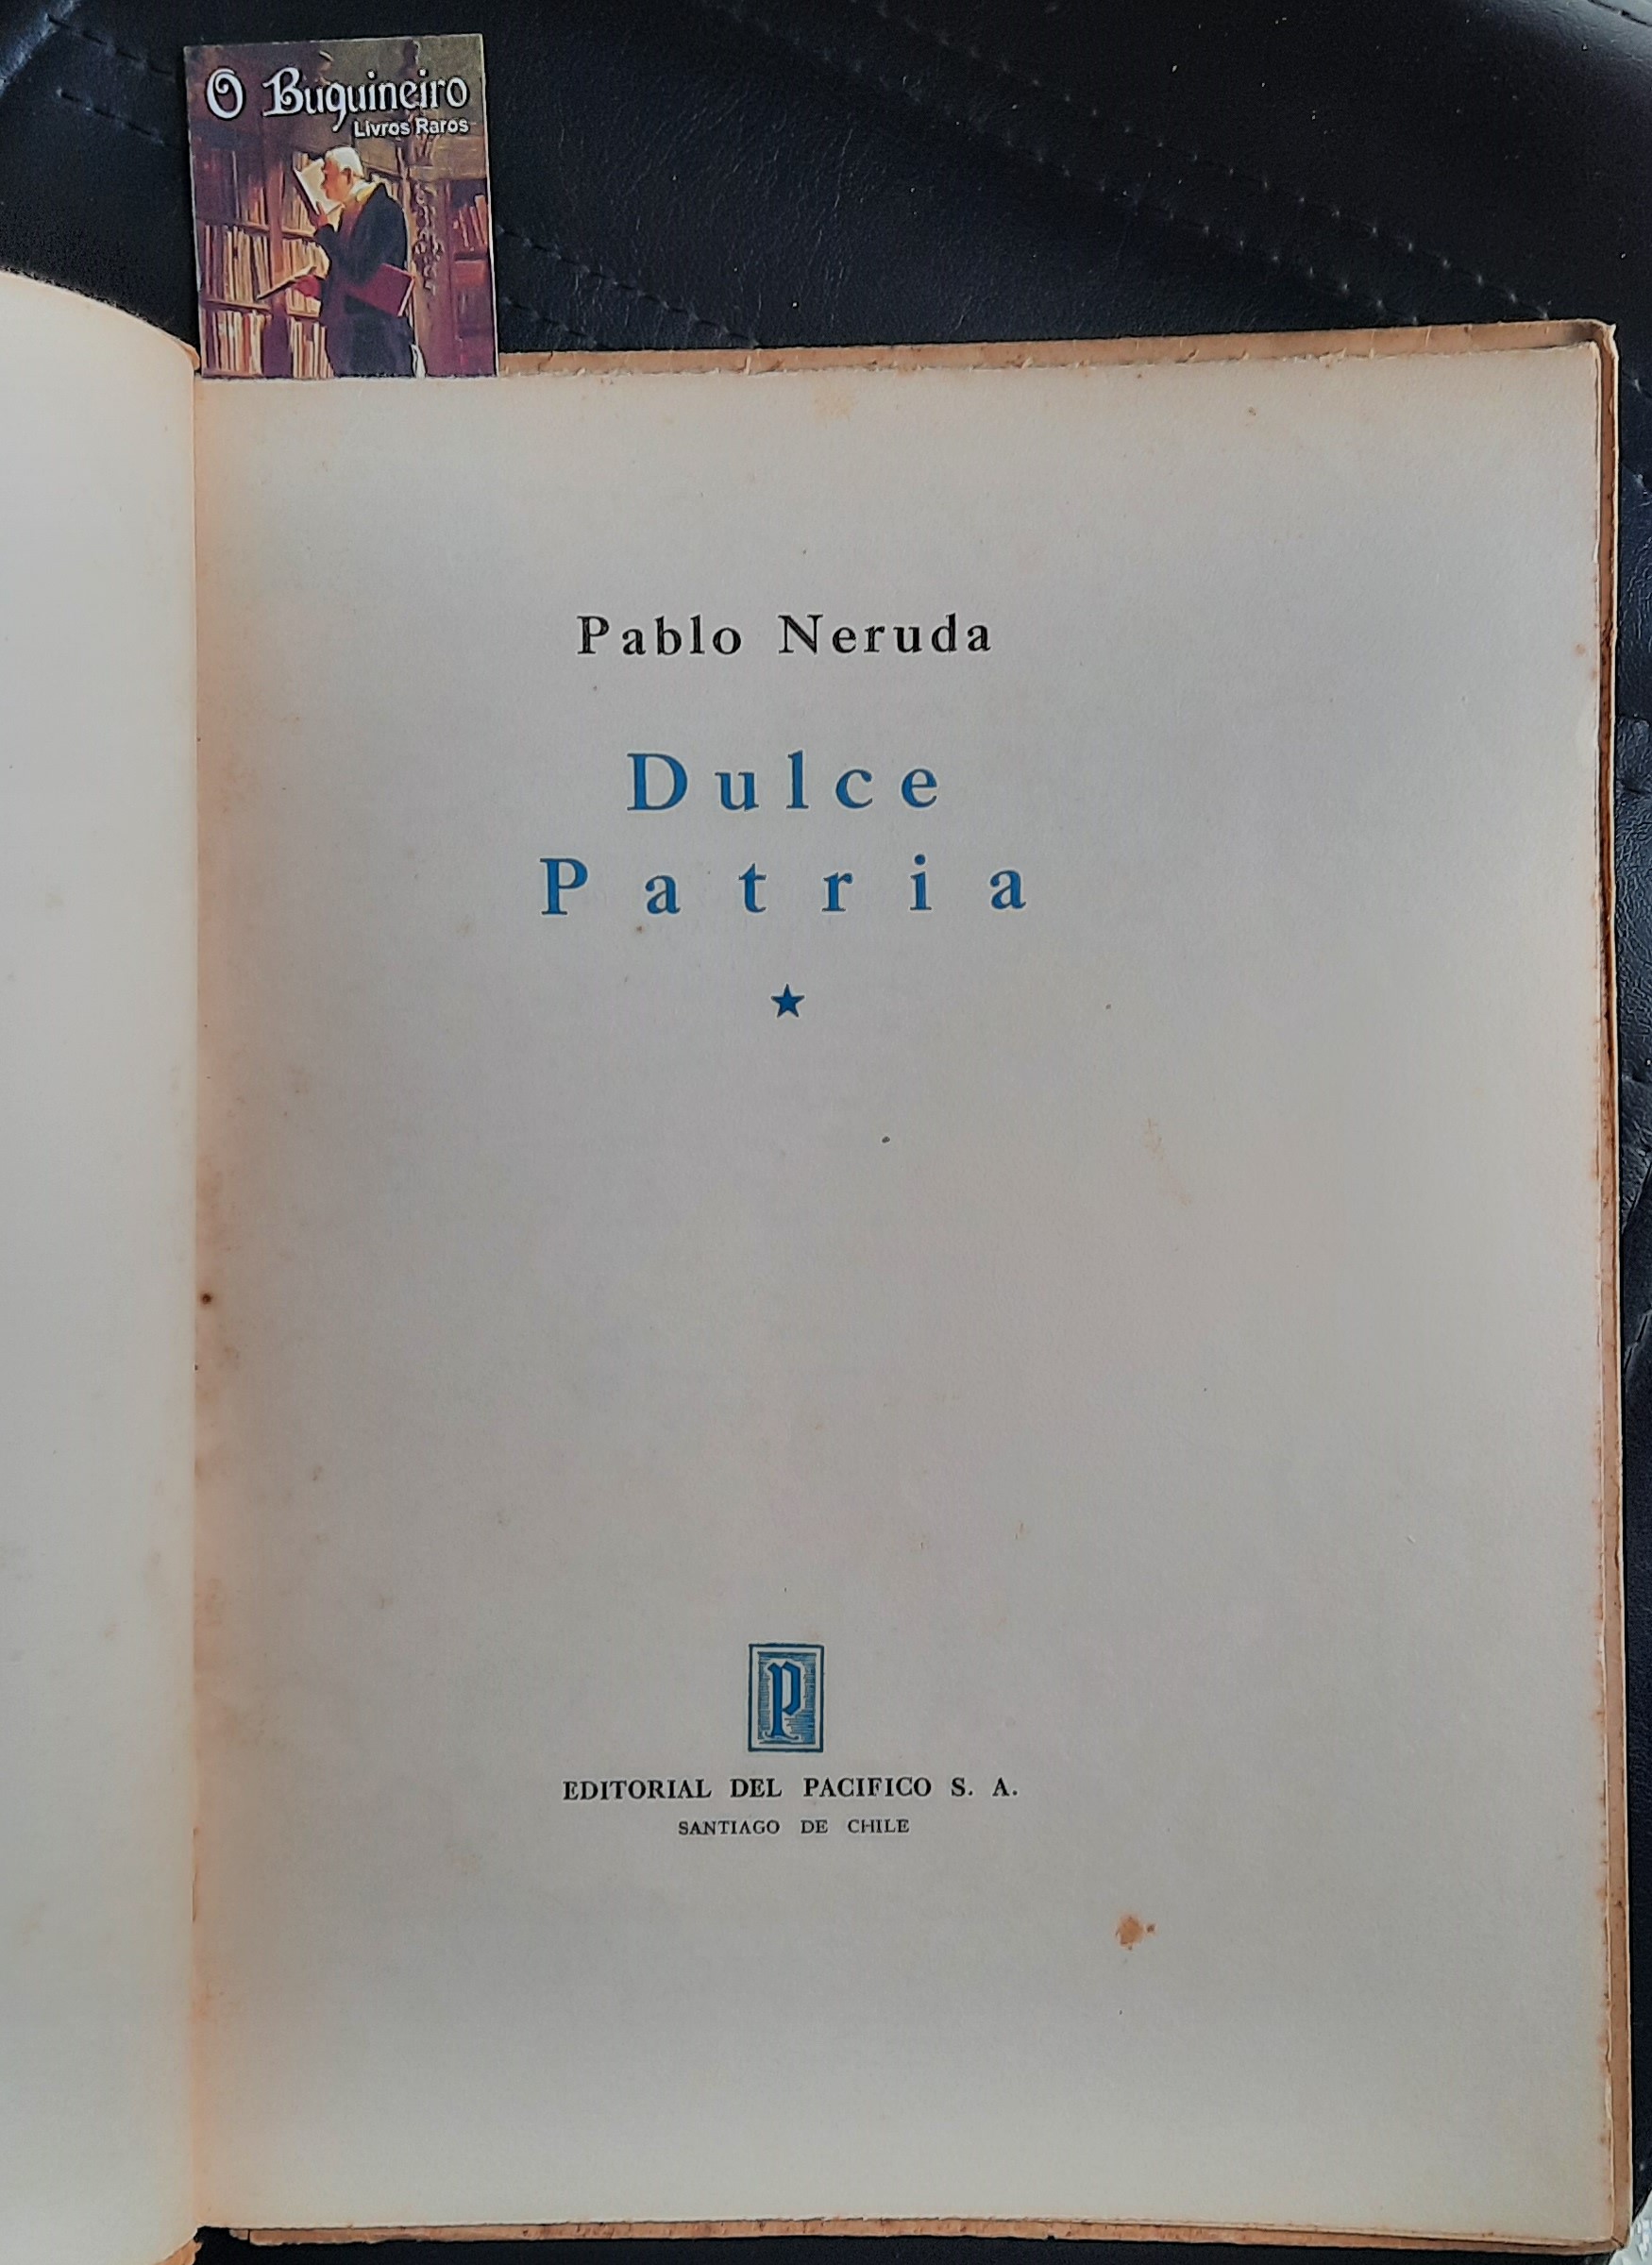 O Buquineiro
Livros Raros
Pablo Neruda
Dulce
Patria
P
EDITORIAL DEL PACIFICO S. A.
SANTIAGO DE CHILE